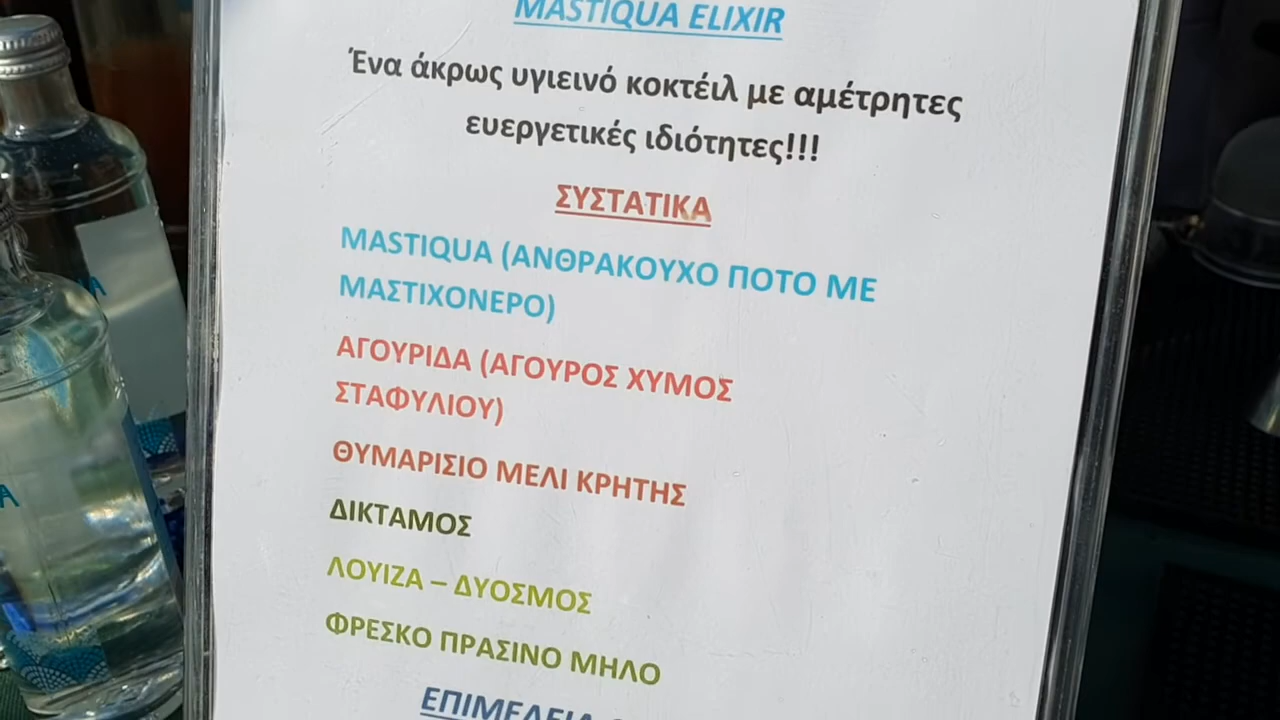 MASTIQUA ELIXIR
Ένα άκρως υγιεινό κοκτέιλ με αμέτρητες
ευεργετικές ιδιότητες!!!
ΣΥΣΤΑΤΙΚΑ
MASTIQUA (ΑΝΘΡΑΚΟΥΧΟ ΠΟΤΟ ΜΕ
ΜΑΣΤΙΧΟΝΕΡΟ)
ΑΓΟΥΡΙΔΑ (ΑΓΟΥΡΟΣ ΧΥΜΟΣ
ΣΤΑΦΥΛΙΟΥ)
ΘΥΜΑΡΙΣΙΟ ΜΕΛΙ ΚΡΗΤΗΣ
ΔΙΚΤΑΜΟΣ
ΛΟΥΙΖΑ – ΔΥΟΣΜΟΣ
ΦΡΕΣΚΟ ΠΡΑΣΙΝΟ ΜΗΛΟ
ΕΠΙΜΕΛΕΙΑ